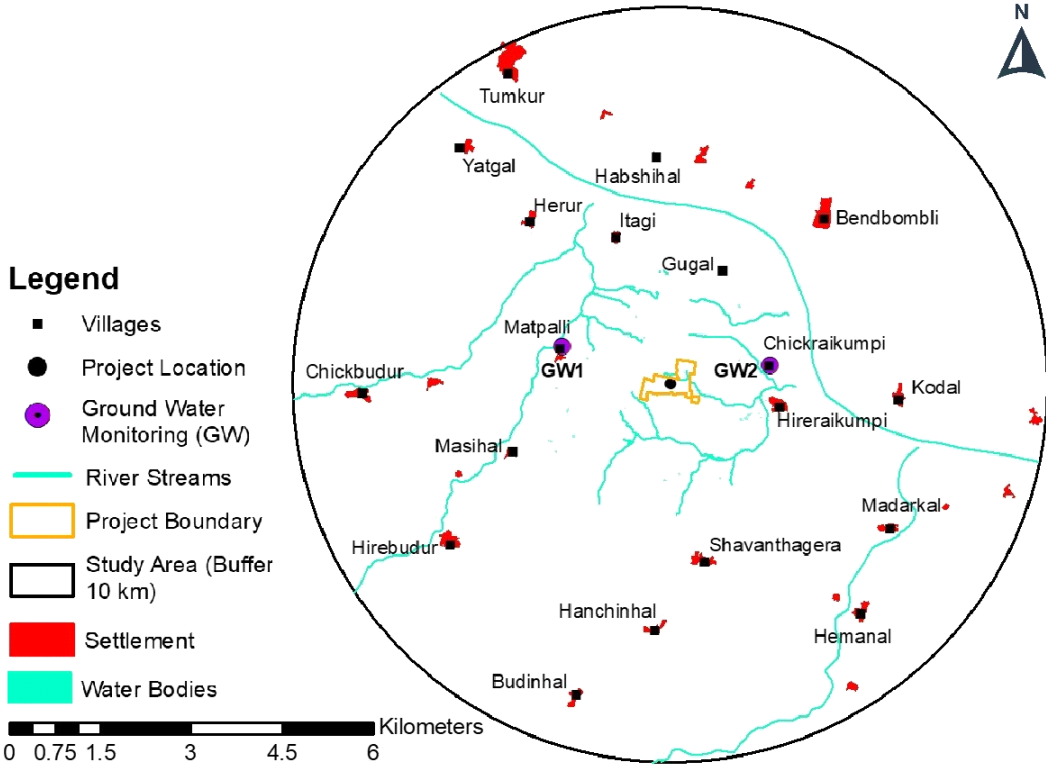 N
Tumkur
Yatgal
Habshihal
Herur
Itagi
Bendbombli
Gugal
Legend
Villages
Project Location
Ground Water
Monitoring (GW)
River Streams
Project Boundary
Study Area (Buffer
10 km)
Settlement
Water Bodies
Matpalli
GW1
Chickraikumpi
GW2
Chickbudur
Kodal
Hireraikumpi
Masihal
Madarkal
Hirebudur
Shavanthagera
Hanchinhal
Hemanal
Budinhal
Kilometers
0 0.75 1.5 3 4.5 6